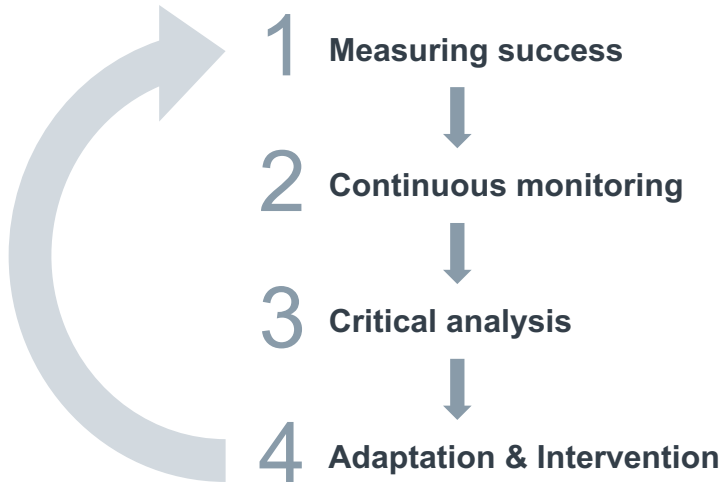 1 Measuring success
2 Continuous monitoring
3 Critical analysis
4 Adaptation & Intervention